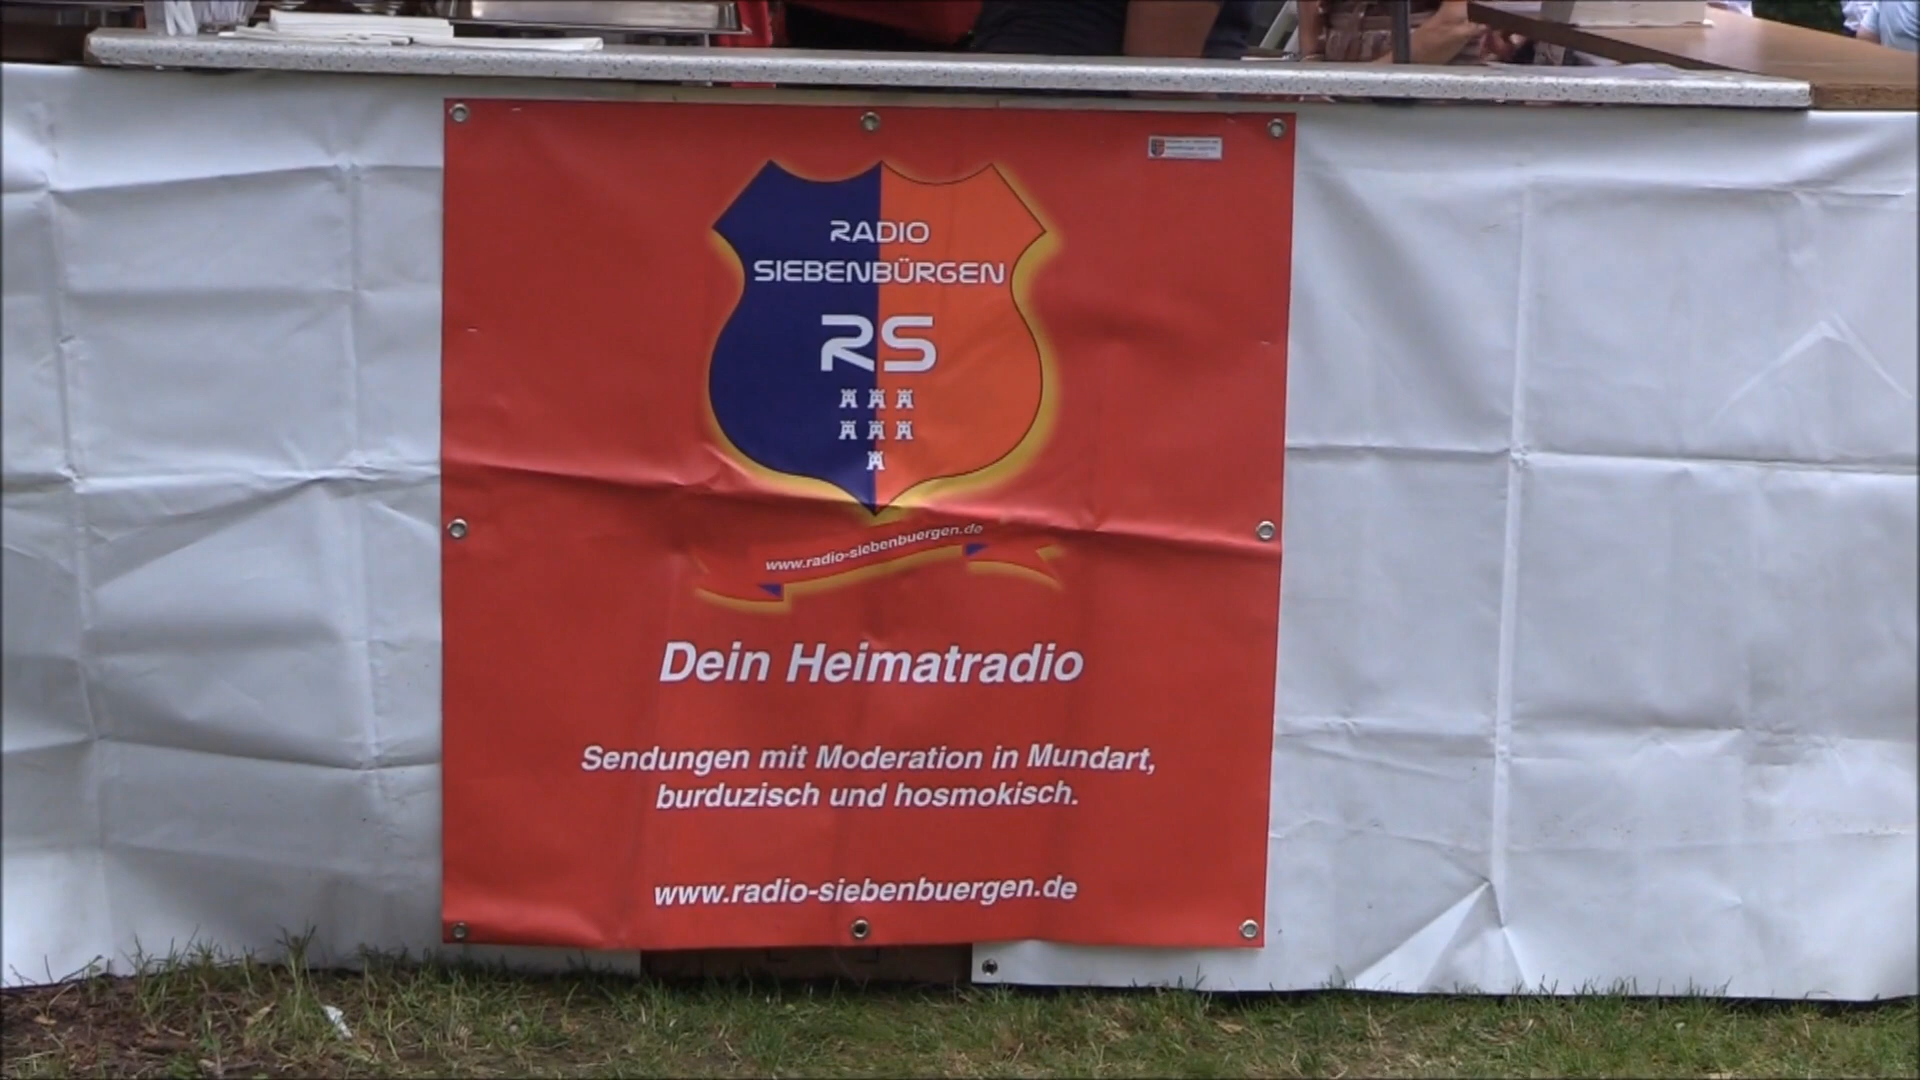 RADIO
SIEBENBÜRGEN
RS
www.radio-siebenbuergen.de
Dein Heimatradio
Sendungen mit Moderation in Mundart,
burduzisch und hosmokisch.
www.radio-siebenbuergen.de